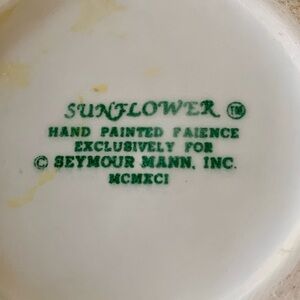 SUNFLOWER ™
HAND PAINTED FAIENCE
EXCLUSIVELY FOR
© SEYMOUR MANN, INC.
MCMXCI